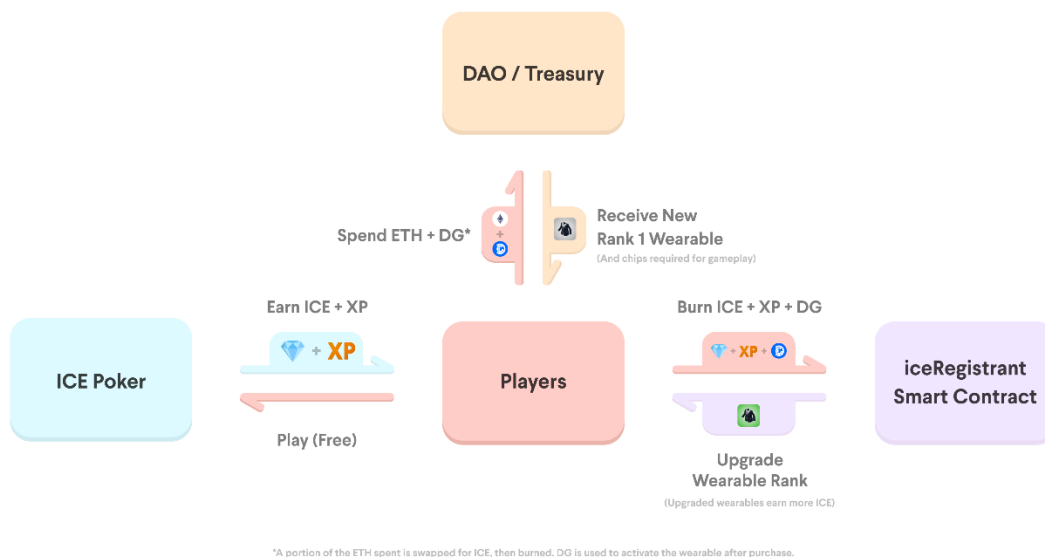 DAO / Treasury
Spend ETH + DG*
+
Receive New
Rank 1 Wearable
(And chips required for gameplay)
Earn ICE + XP
Burn ICE + XP + DG
+ XP
+ XP +
ICE Poker
Players
iceRegistrant
Smart Contract
Play (Free)
Upgrade
Wearable Rank
(Upgraded wearables earn more ICE)
*A portion of the ETH spent is swapped for ICE, then burned. DG is used to activate the wearable after purchase.